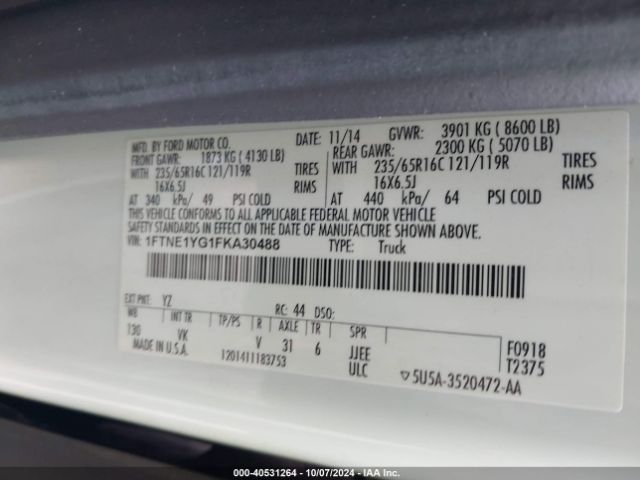 MFD. BY FORD MOTOR CO.
DATE: 11/14 GVWR: 3901 KG ( 8600 LB)
FRONT GAWR: 1873 KG ( 4130 LB)
REAR GAWR: 2300 KG ( 5070 LB)
WITH 235/65R16C 121/119R TIRES
WITH 235/65R16C 121/119R TIRES
16X6.5J RIMS
16X6.5J RIMS
AT 340 kPa/ 49 PSI COLD
AT 440 kPa/ 64 PSI COLD
THIS VEHICLE CONFORMS TO ALL APPLICABLE FEDERAL MOTOR VEHICLE
SAFETY STANDARDS IN EFFECT ON THE DATE OF MANUFACTURE SHOWN ABOVE.
VIN: 1FTNE1YG1FKA30488 TYPE: Truck
EXT PNT: YZ RC: 44 DSO:
WB INT TR TP/PS R AXLE TR SPR
130 VK V 31 6 JJEE F0918
MADE IN U.S.A. 1201411183753 ULC T2375
▽5U5A-3520472-AA
000-40531264 - 10/07/2024 - IAA Inc.